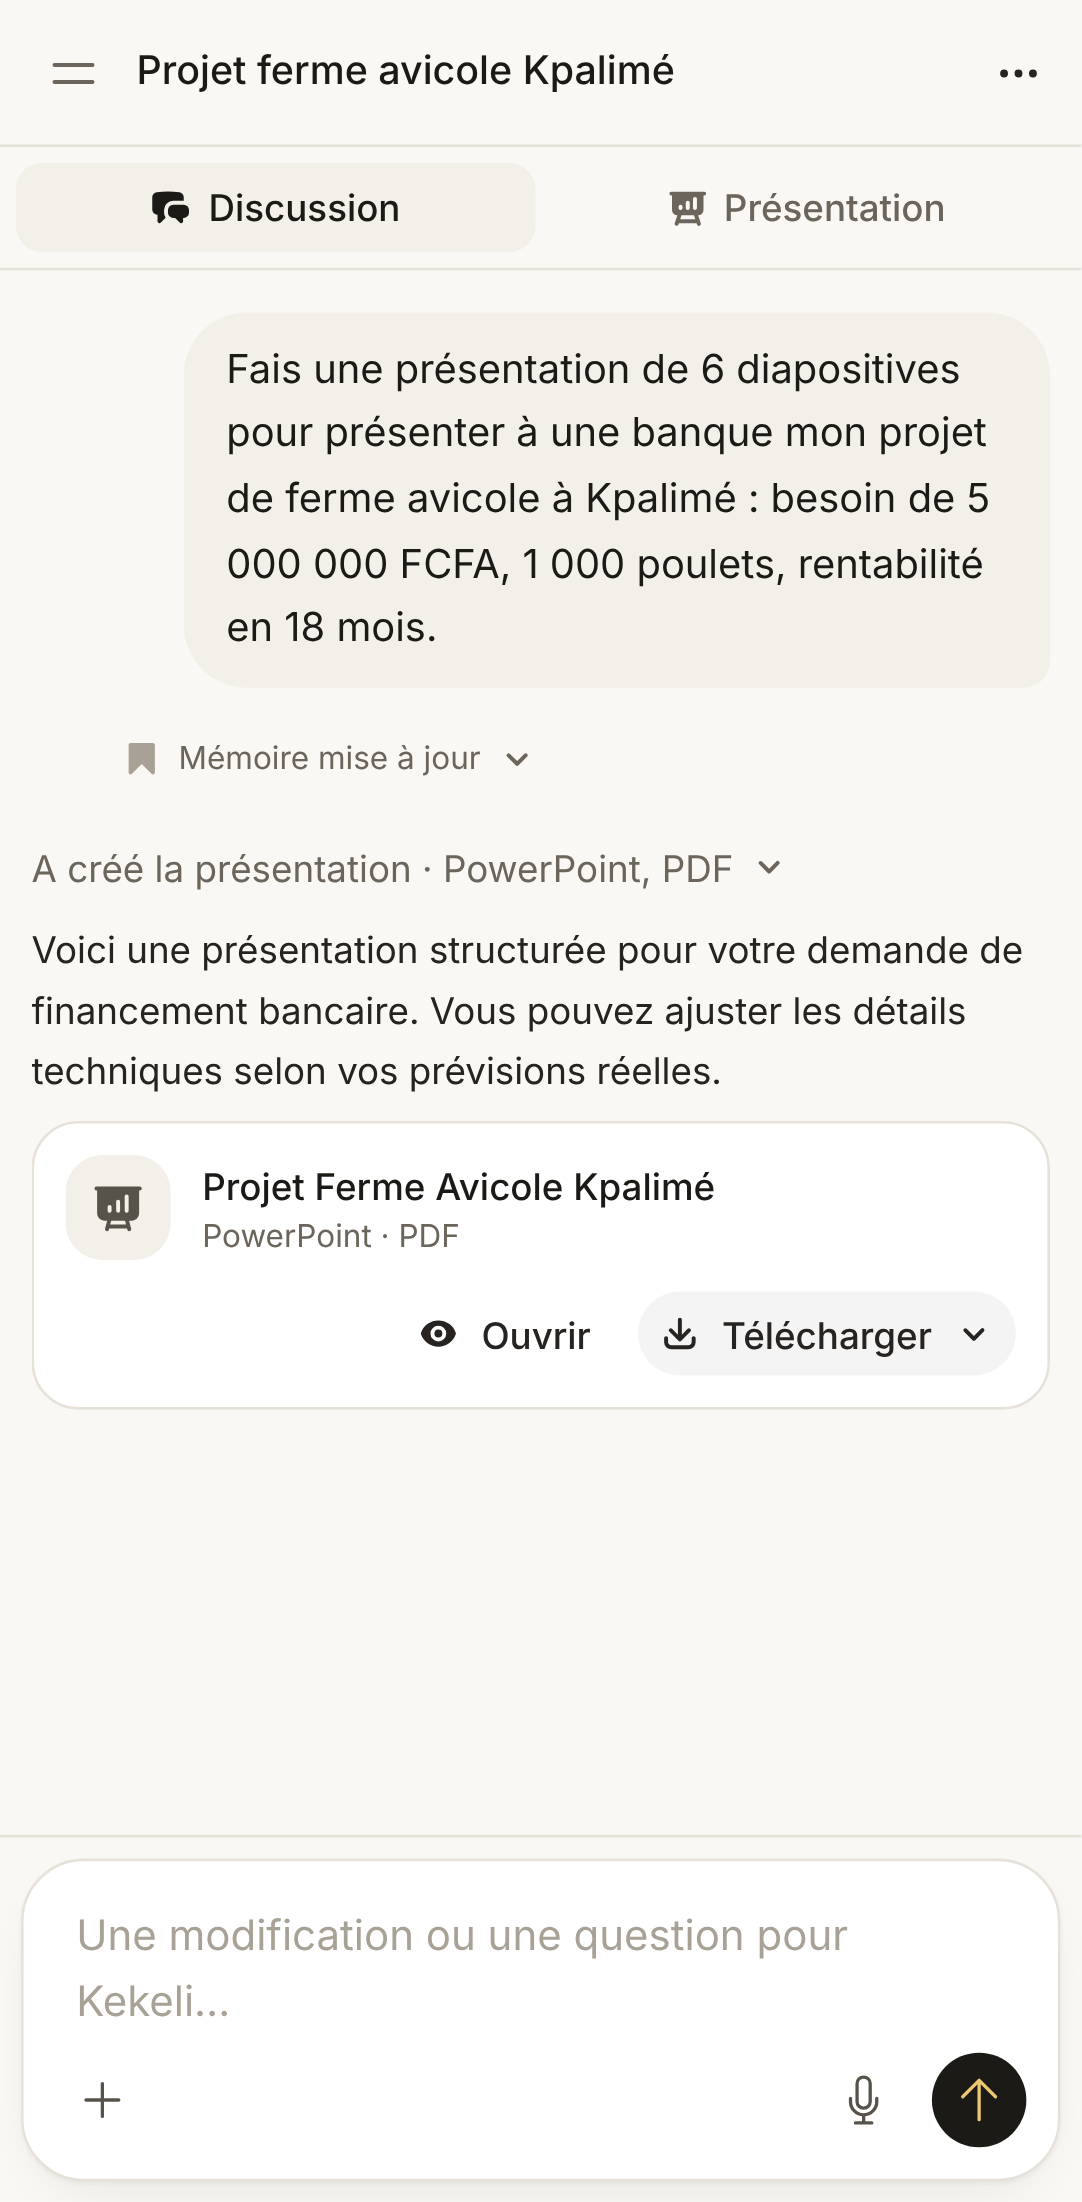 Projet ferme avicole Kpalimé
Discussion
Présentation
Fais une présentation de 6 diapositives
pour présenter à une banque mon projet
de ferme avicole à Kpalimé : besoin de 5
000 000 FCFA, 1 000 poulets, rentabilité
en 18 mois.
Mémoire mise à jour
A créé la présentation · PowerPoint, PDF
Voici une présentation structurée pour votre demande de
financement bancaire. Vous pouvez ajuster les détails
techniques selon vos prévisions réelles.
Projet Ferme Avicole Kpalimé
PowerPoint · PDF
Ouvrir
Télécharger
Une modification ou une question pour
Kekeli...